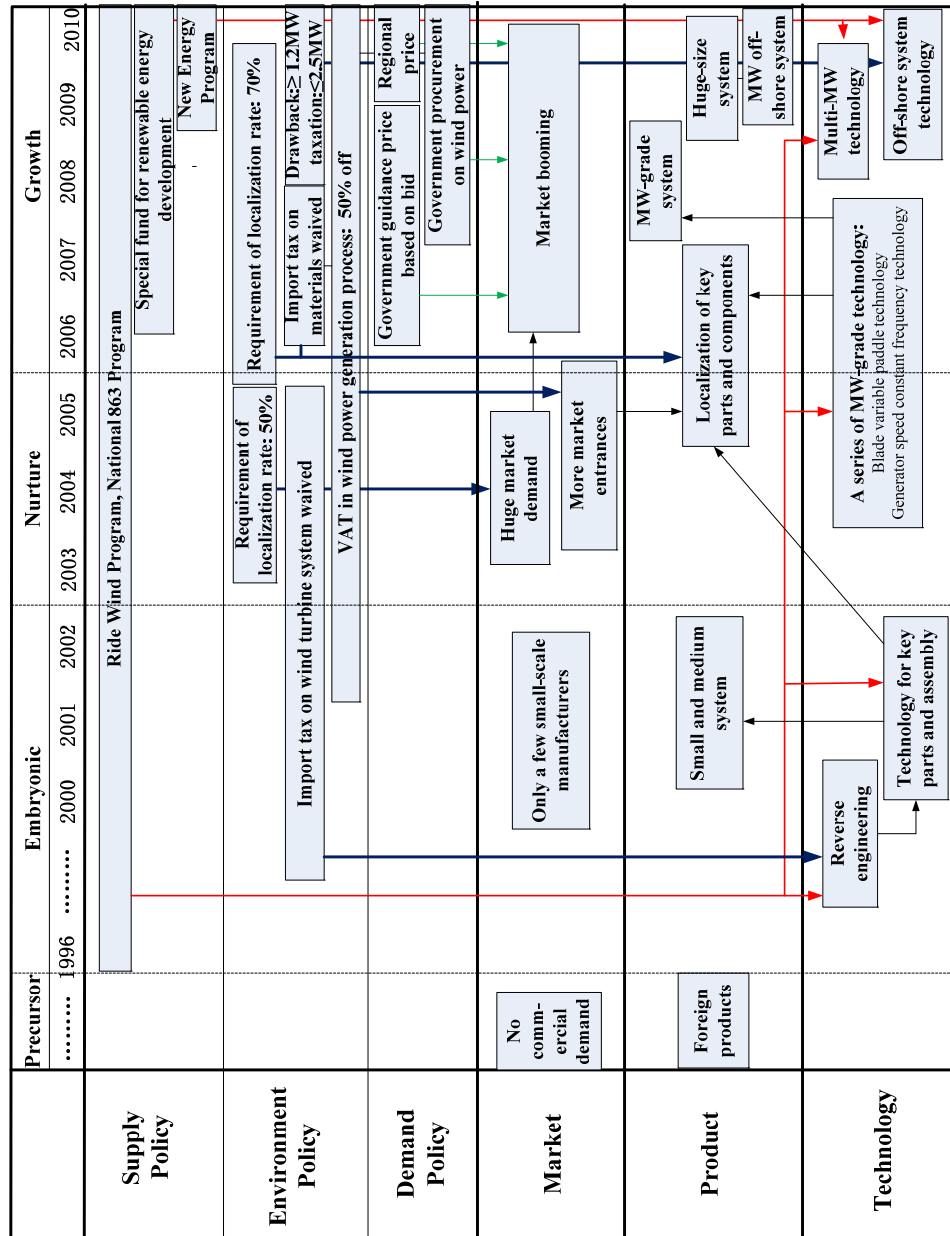 Precursor
Embryonic
Nurture
Growth
........
1996
........
2000
2001
2002
2003
2004
2005
2006
2007
2008
2009
2010
Supply
Policy
Ride Wind Program, National 863 Program
Special fund for renewable energy
development
New Energy
Program
Environment
Policy
Requirement of
localization rate: 50%
Requirement of localization rate: 70%
Import tax on wind turbine system waived
Import tax on
materials waived
Drawback:≥ 1.2MW
taxation:≤2.5MW
VAT in wind power generation process: 50% off
Demand
Policy
Government guidance price
based on bid
Regional
price
Government procurement
on wind power
Market
No
comm-
ercial
demand
Only a few small-scale
manufacturers
Huge market
demand
More market
entrances
Market booming
Product
Foreign
products
Small and medium
system
Localization of key
parts and components
MW-grade
system
Huge-size
system
MW off-
shore system
Technology
Reverse
engineering
Technology for key
parts and assembly
A series of MW-grade technology:
Blade variable paddle technology
Generator speed constant frequency technology
Multi-MW
technology
Off-shore system
technology